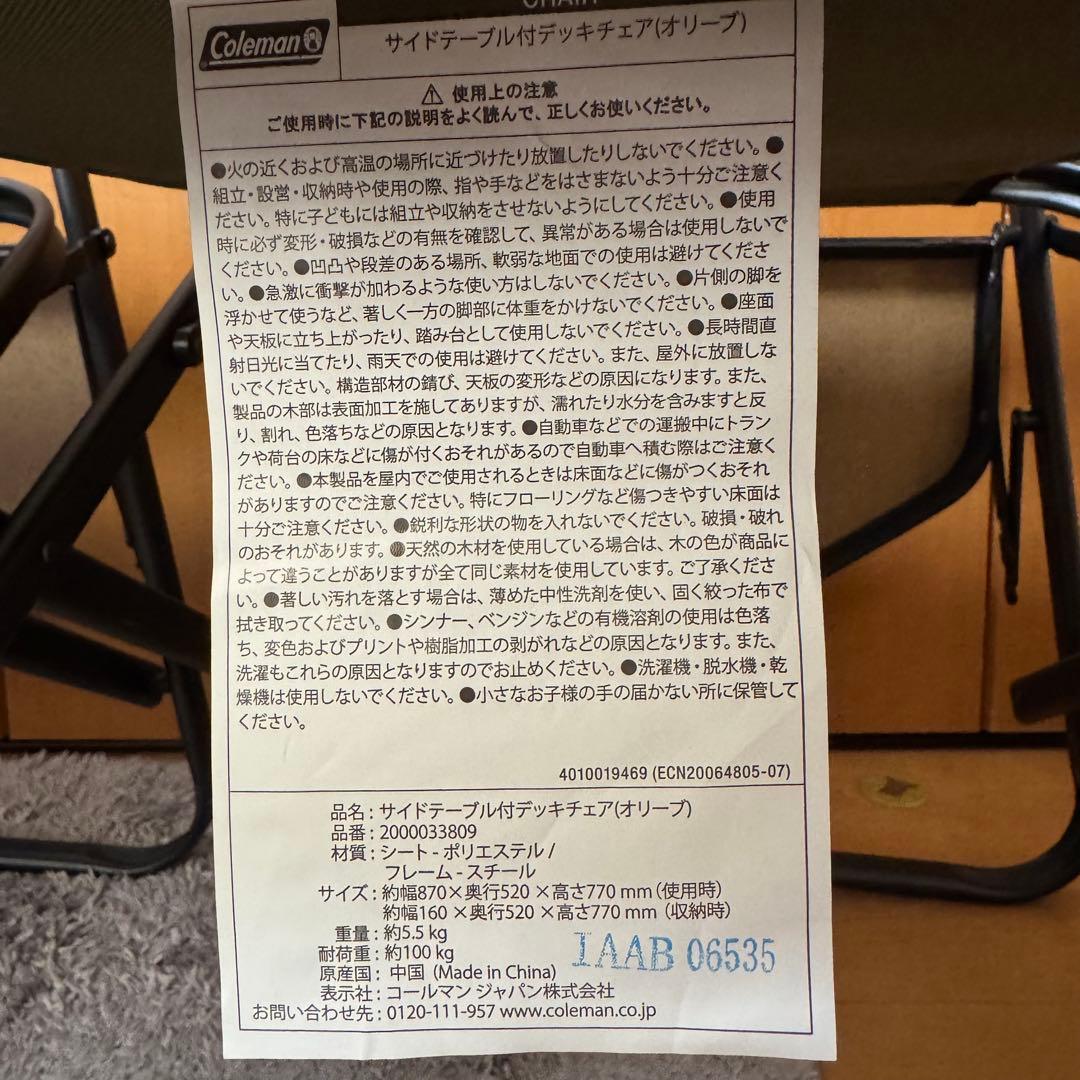 CHAIR
Coleman
サイドテーブル付デッキチェア(オリーブ)
⚠ 使用上の注意
ご使用時に下記の説明をよく読んで、正しくお使いください。
●火の近くおよび高温の場所に近づけたり放置したりしないでください。●
組立・設営・収納時や使用の際、指や手などをはさまないよう十分ご注意く
ださい。特に子どもには組立や収納をさせないようにしてください。●使用
時に必ず変形・破損などの有無を確認して、異常がある場合は使用しないで
ください。●凹凸や段差のある場所、軟弱な地面での使用は避けてくださ
い。●急激に衝撃が加わるような使い方はしないでください。●片側の脚を
浮かせて使うなど、著しく一方の脚部に体重をかけないでください。●座面
や天板に立ち上がったり、踏み台として使用しないでください。●長時間直
射日光に当てたり、雨天での使用は避けてください。また、屋外に放置しな
いでください。構造部材の錆び、天板の変形などの原因になります。また、
製品の木部は表面加工を施してありますが、濡れたり水分を含みますと反
り、割れ、色落ちなどの原因となります。●自動車などでの運搬中にトラン
クや荷台の床などに傷が付くおそれがあるので自動車へ積む際はご注意く
ださい。●本製品を屋内でご使用されるときは床面などに傷がつくおそれ
がありますのでご注意ください。特にフローリングなど傷つきやすい床面は
十分ご注意ください。●鋭利な形状の物を入れないでください。破損・破れ
のおそれがあります。●天然の木材を使用している場合は、木の色が商品に
よって違うことがありますが全て同じ素材を使用しています。ご了承くださ
い。●著しい汚れを落とす場合は、薄めた中性洗剤を使い、固く絞った布で
拭き取ってください。●シンナー、ベンジンなどの有機溶剤の使用は色落
ち、変色およびプリントや樹脂加工の剥がれなどの原因となります。また、
洗濯もこれらの原因となりますのでお止めください。●洗濯機・脱水機・乾
燥機は使用しないでください。●小さなお子様の手の届かない所に保管して
ください。
4010019469 (ECN20064805-07)
品名：サイドテーブル付デッキチェア(オリーブ)
品番：2000033809
材質：シート - ポリエステル /
フレーム - スチール
サイズ：約幅870×奥行520×高さ770 mm（使用時）
約幅160×奥行520×高さ770 mm（収納時）
重量：約5.5 kg
耐荷重：約100 kg
原産国：中国 (Made in China)
表示社：コールマン ジャパン株式会社
お問い合わせ先：0120-111-957 www.coleman.co.jp
IAAB 06535